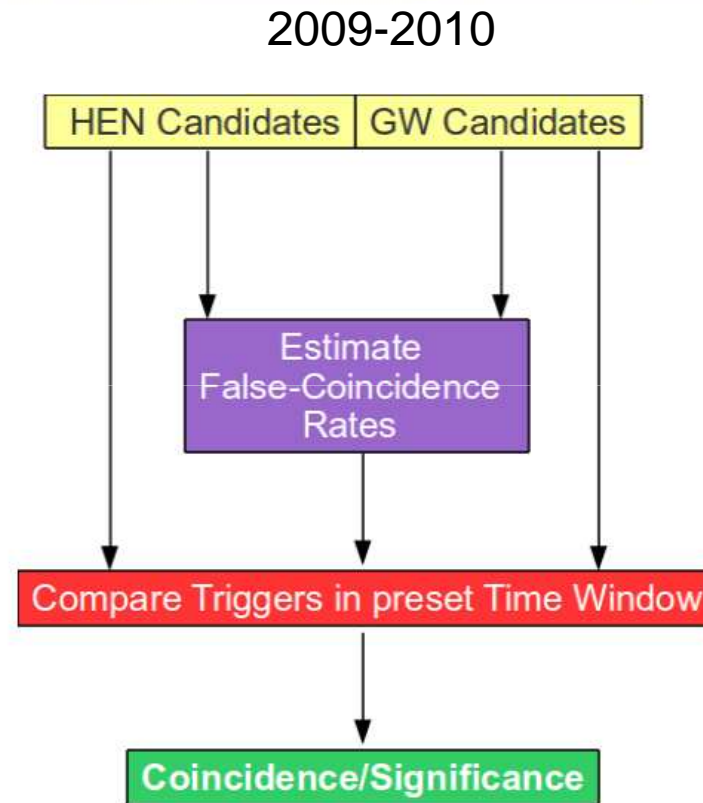 2009-2010
HEN Candidates GW Candidates
Estimate
False-Coincidence
Rates
Compare Triggers in preset Time Window
Coincidence/Significance